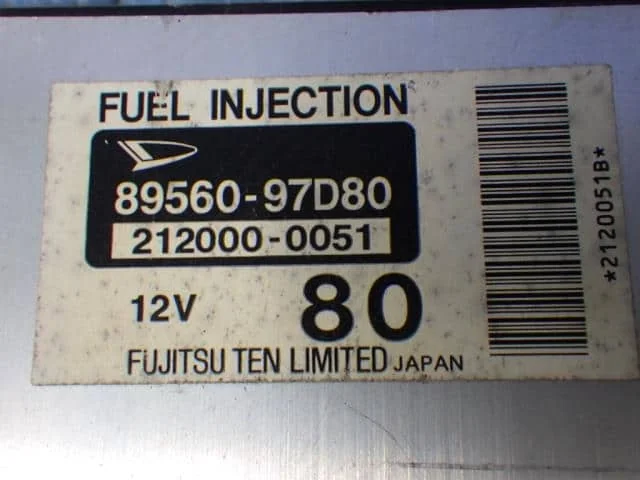 FUEL INJECTION
89560-97D80
212000-0051
12V 80
FUJITSU TEN LIMITED JAPAN
*2120051B*